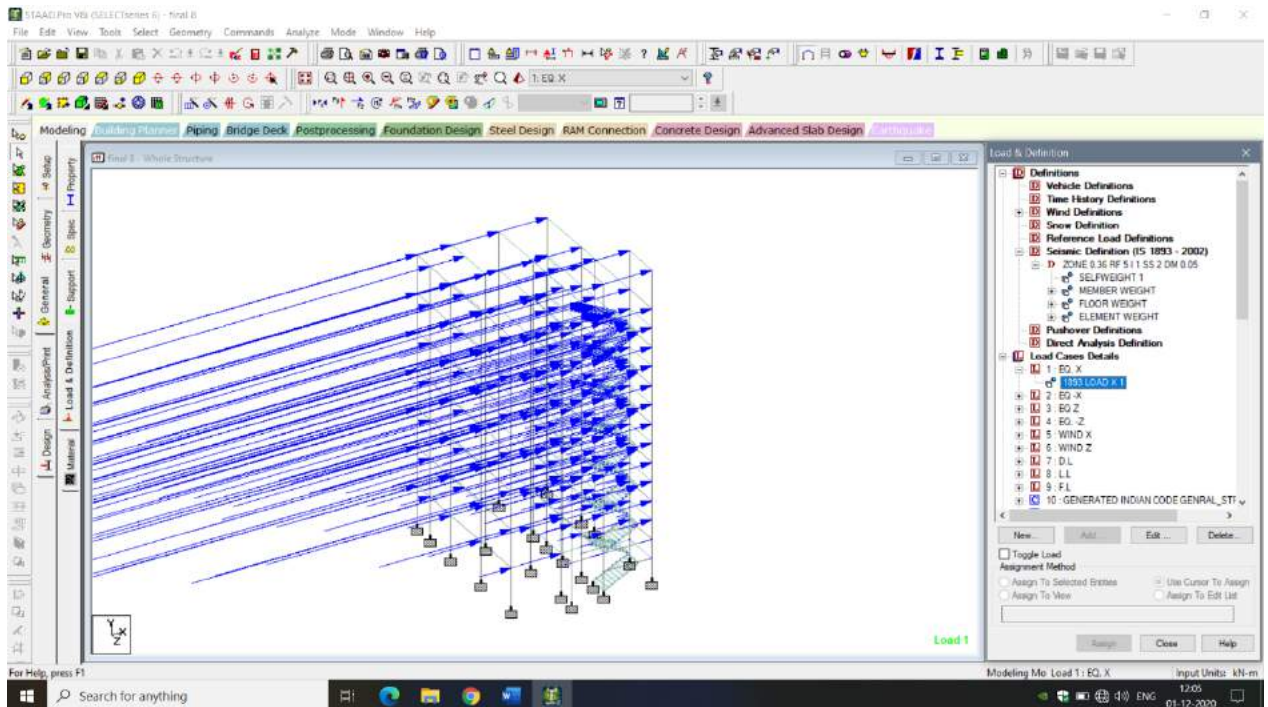 STAAD.Pro V8i (SELECTseries 6) - final 8
File Edit View Tools Select Geometry Commands Analyze Mode Window Help
1: EQ. X
Modeling Building Planner Piping Bridge Deck Postprocessing Foundation Design Steel Design RAM Connection Concrete Design Advanced Slab Design Earthquake
Setup
Geometry
General
Analysis/Print
Design
Property
Spec
Support
Load & Definition
Material
final 8 - Whole Structure
Y
X
Z
Load 1
Load & Definition
Definitions
Vehicle Definitions
Time History Definitions
Wind Definitions
Snow Definition
Reference Load Definitions
Seismic Definition (IS 1893 - 2002)
ZONE 0.36 RF 5 I 1 SS 2 DM 0.05
SELFWEIGHT 1
MEMBER WEIGHT
FLOOR WEIGHT
ELEMENT WEIGHT
Pushover Definitions
Direct Analysis Definition
Load Cases Details
1 : EQ. X
1893 LOAD X 1
2 : EQ -X
3 : EQ Z
4 : EQ. -Z
5 : WIND X
6 : WIND Z
7 : D.L
8 : L.L
9 : F.L
10 : GENERATED INDIAN CODE GENRAL_STR
New... Add... Edit ... Delete...
Toggle Load
Assignment Method
Assign To Selected Entities Use Cursor To Assign
Assign To View Assign To Edit List
Assign Close Help
For Help, press F1
Modeling Mo Load 1 : EQ. X Input Units: kN-m
Search for anything
ENG
12:05
01-12-2020